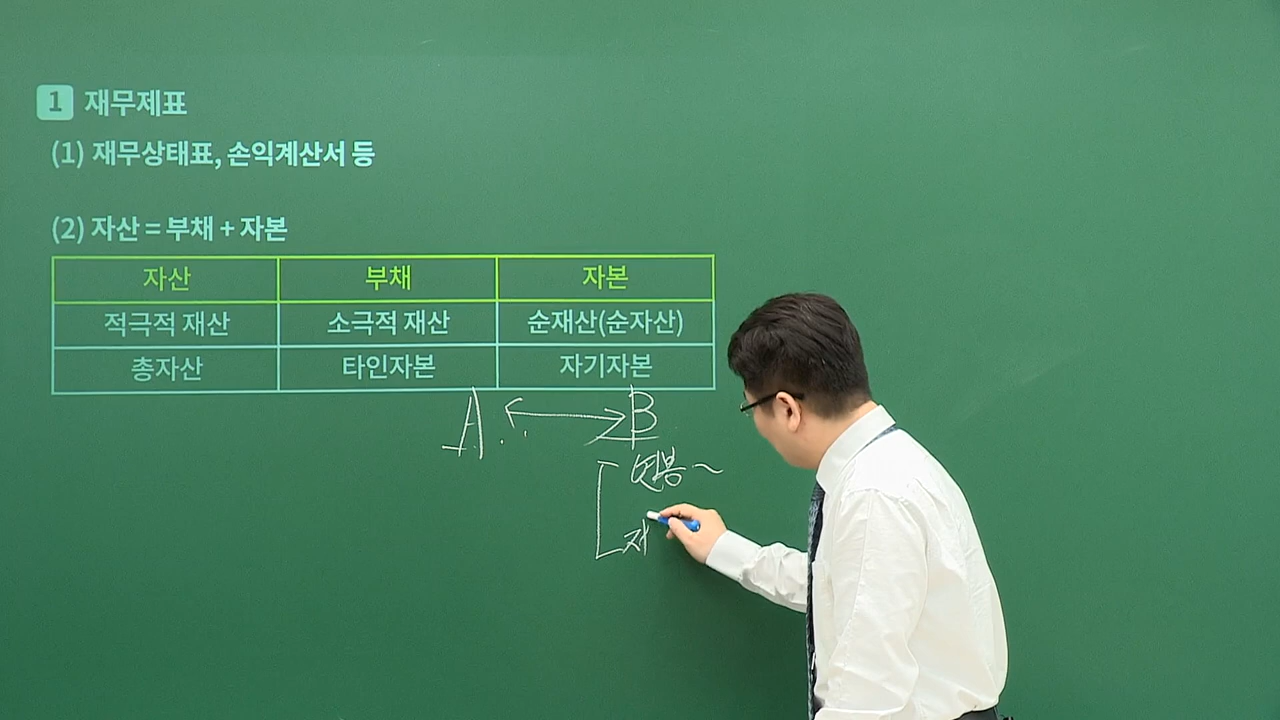 1 재무제표
(1) 재무상태표, 손익계산서 등
(2) 자산 = 부채 + 자본
자산 부채 자본
적극적 재산 소극적 재산 순재산(순자산)
총자산 타인자본 자기자본
A B
연봉~
자